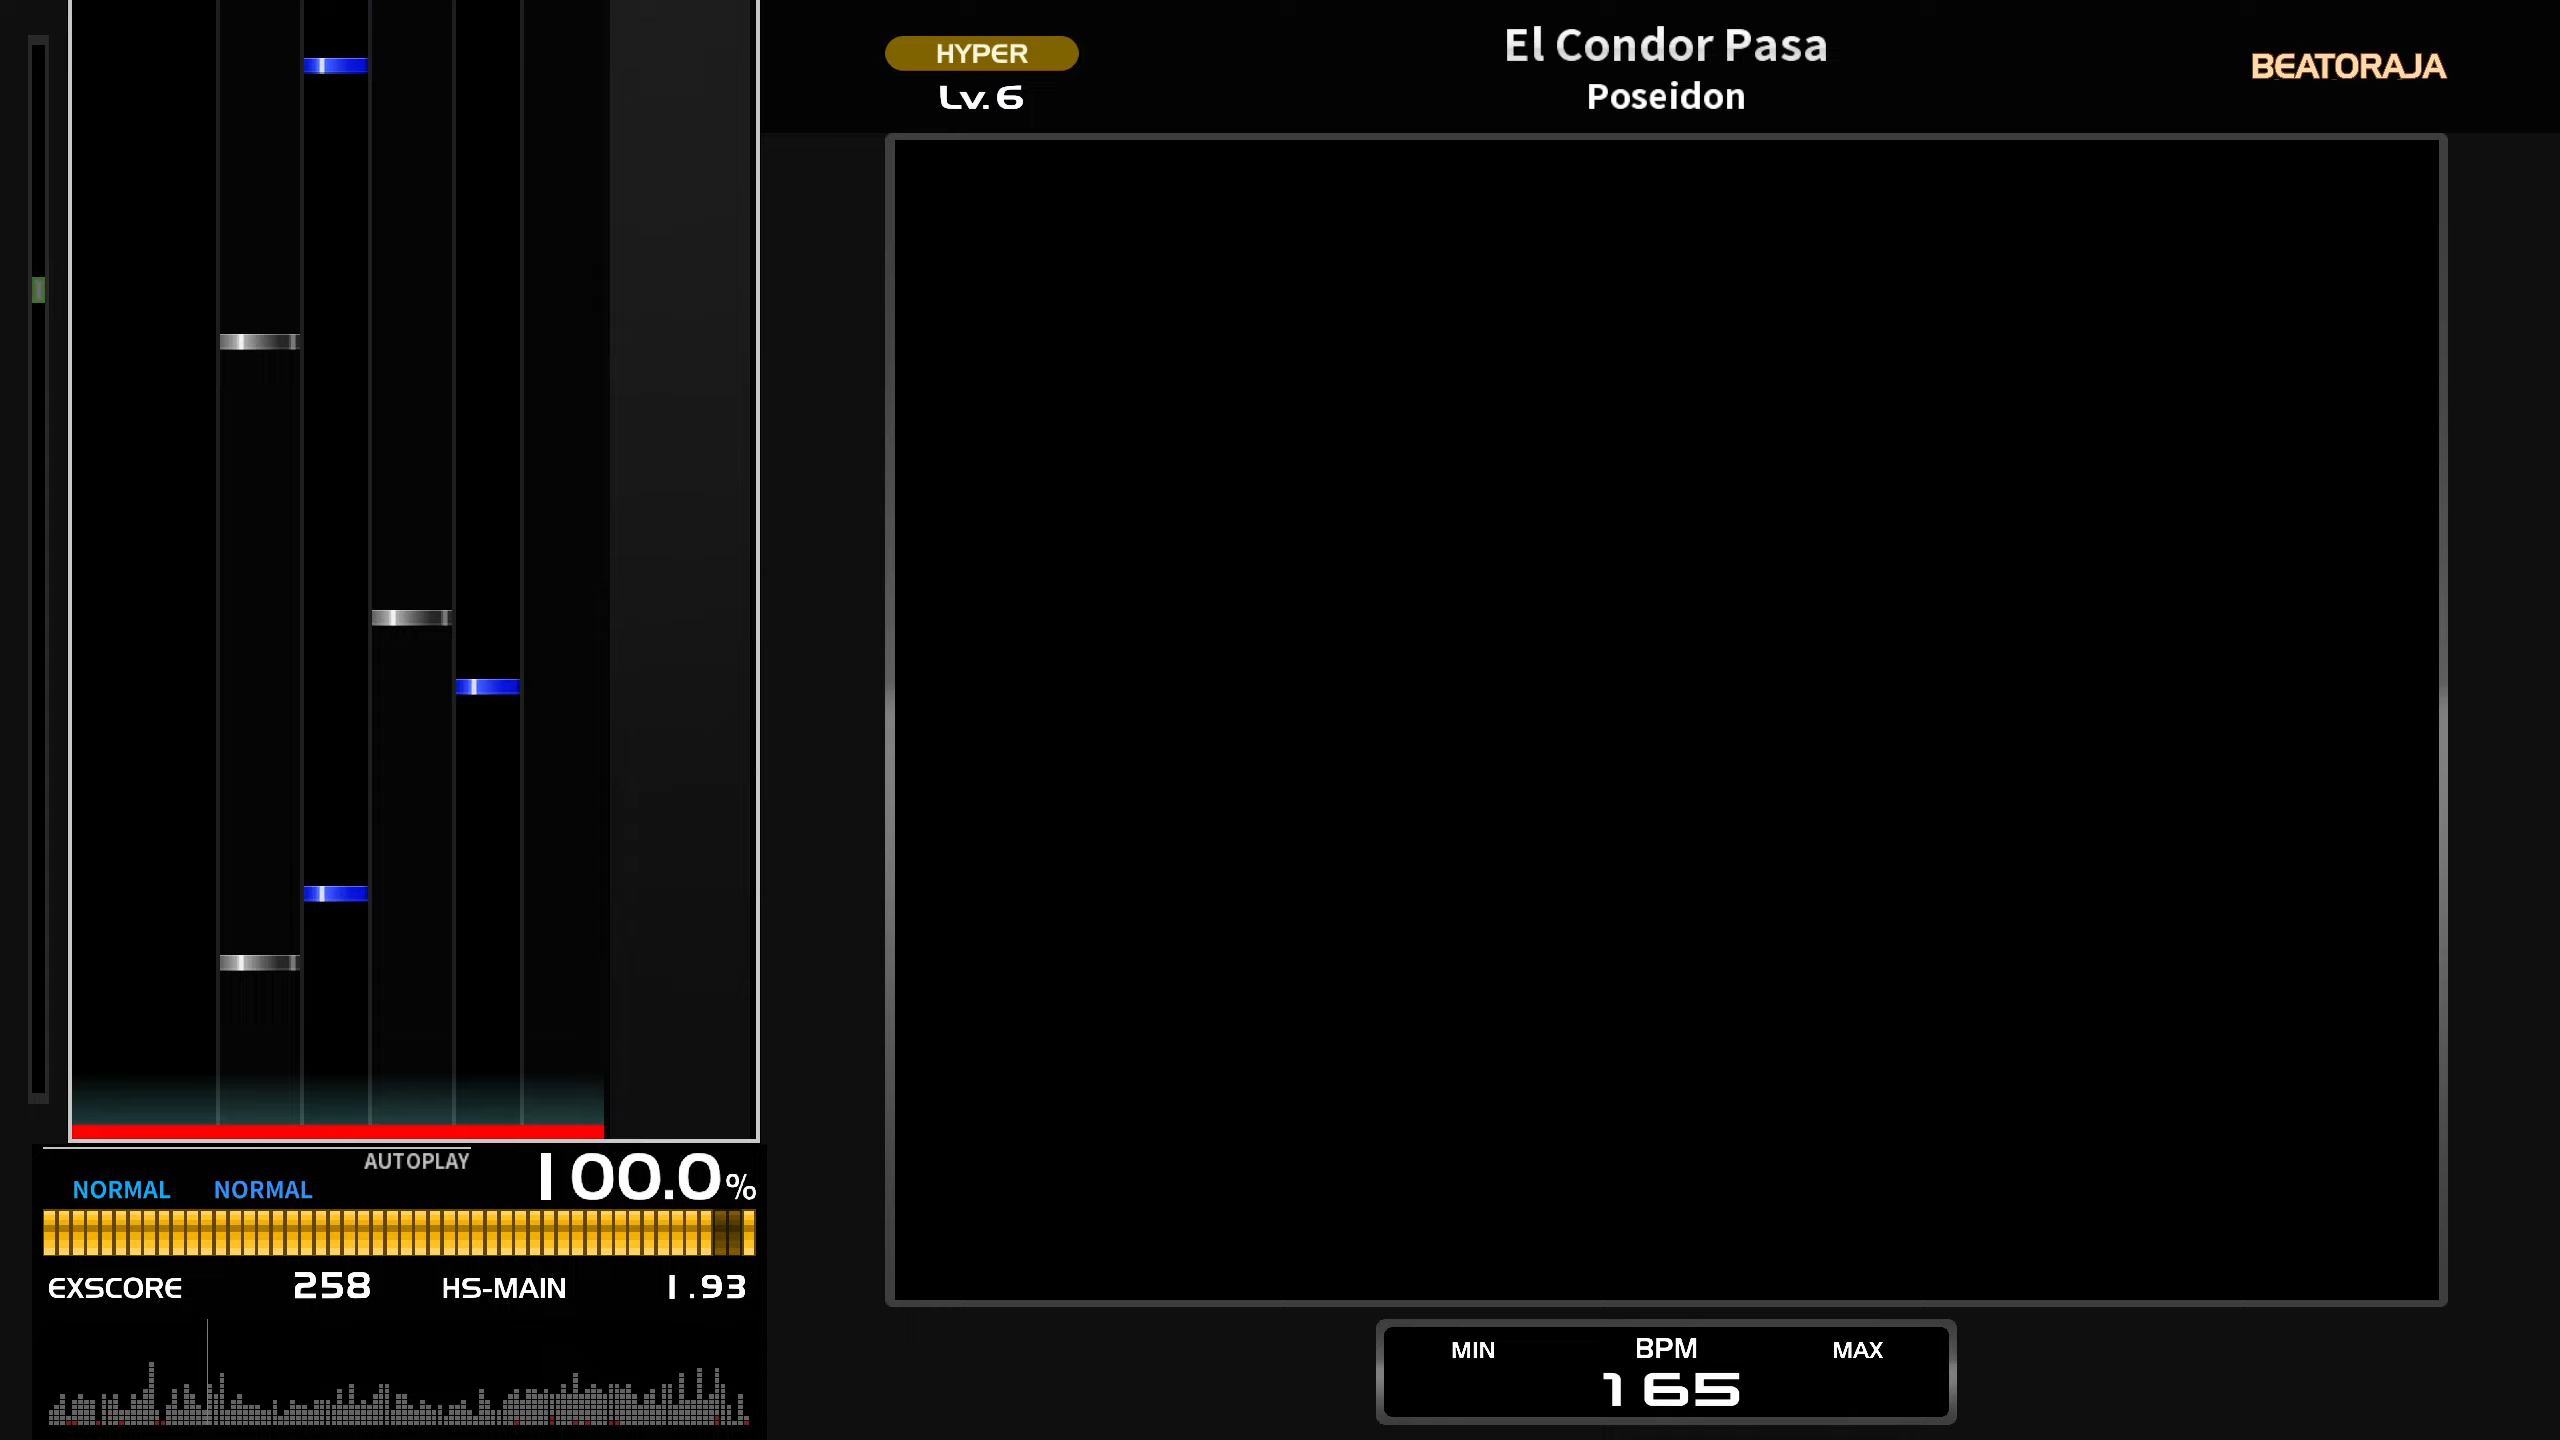 HYPER
Lv.6
El Condor Pasa
Poseidon
BEATORAJA
AUTOPLAY
NORMAL NORMAL
100.0%
EXSCORE 258 HS-MAIN 1.93
MIN BPM MAX
165